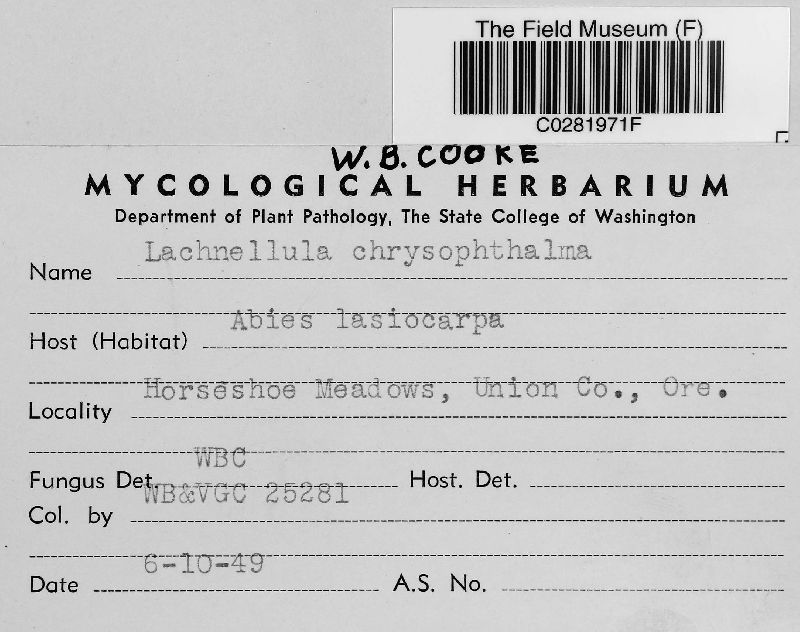 The Field Museum (F)
C0281971F
W. B. COOKE
MYCOLOGICAL HERBARIUM
Department of Plant Pathology, The State College of Washington
Name Lachnellula chrysophthalma
Host (Habitat) Abies lasiocarpa
Locality Horseshoe Meadows, Union Co., Ore.
Fungus Det. WBC Host. Det.
Col. by WB&VGC 25281
Date 6-10-49 A.S. No.